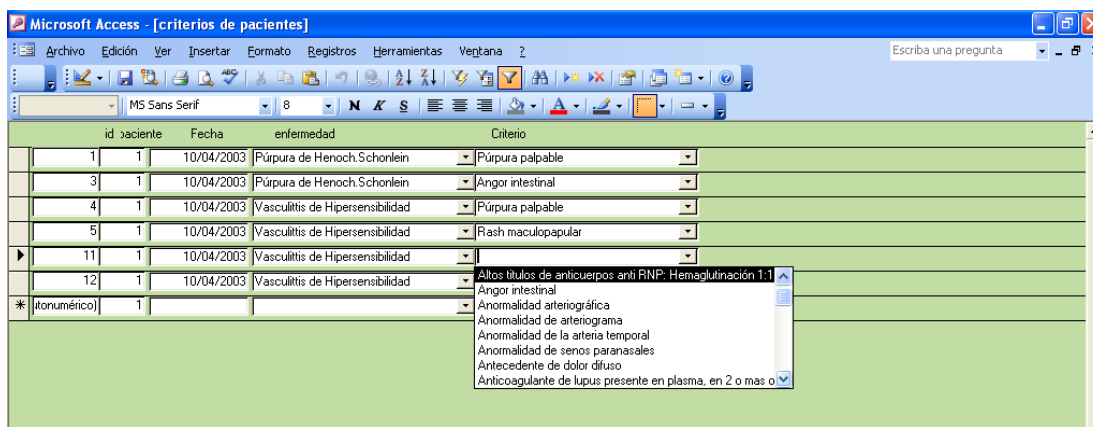 Microsoft Access - [criterios de pacientes]
Archivo Edición Ver Insertar Formato Registros Herramientas Ventana ? Escriba una pregunta
MS Sans Serif 8 N K S A
id paciente Fecha enfermedad Criterio
1 1 10/04/2003 Púrpura de Henoch.Schonlein Púrpura palpable
3 1 10/04/2003 Púrpura de Henoch.Schonlein Angor intestinal
4 1 10/04/2003 Vasculittis de Hipersensibilidad Púrpura palpable
5 1 10/04/2003 Vasculittis de Hipersensibilidad Rash maculopapular
11 1 10/04/2003 Vasculittis de Hipersensibilidad
Altos titulos de anticuerpos anti RNP: Hemaglutinación 1:1
12 1 10/04/2003 Vasculittis de Hipersensibilidad
Angor intestinal
utonumérico) 1
Anormalidad arteriográfica
Anormalidad de arteriograma
Anormalidad de la arteria temporal
Anormalidad de senos paranasales
Antecedente de dolor difuso
Anticoagulante de lupus presente en plasma, en 2 o mas o